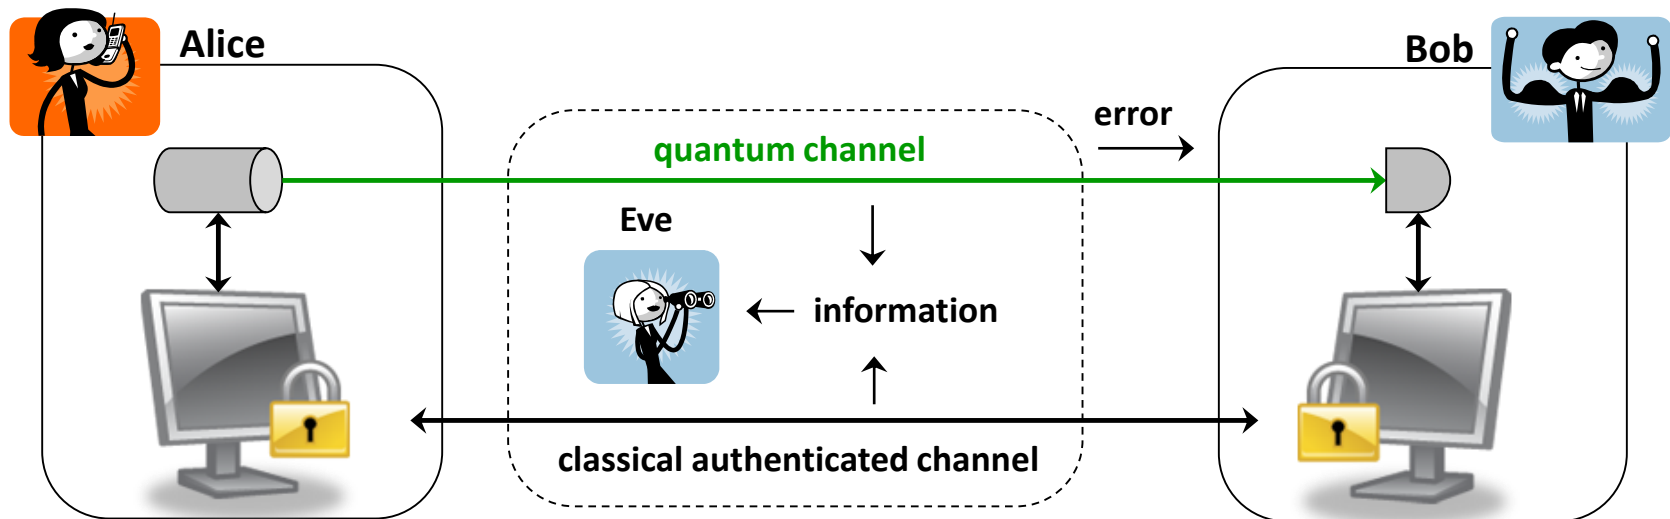 Alice
Bob
error
quantum channel
Eve
information
classical authenticated channel